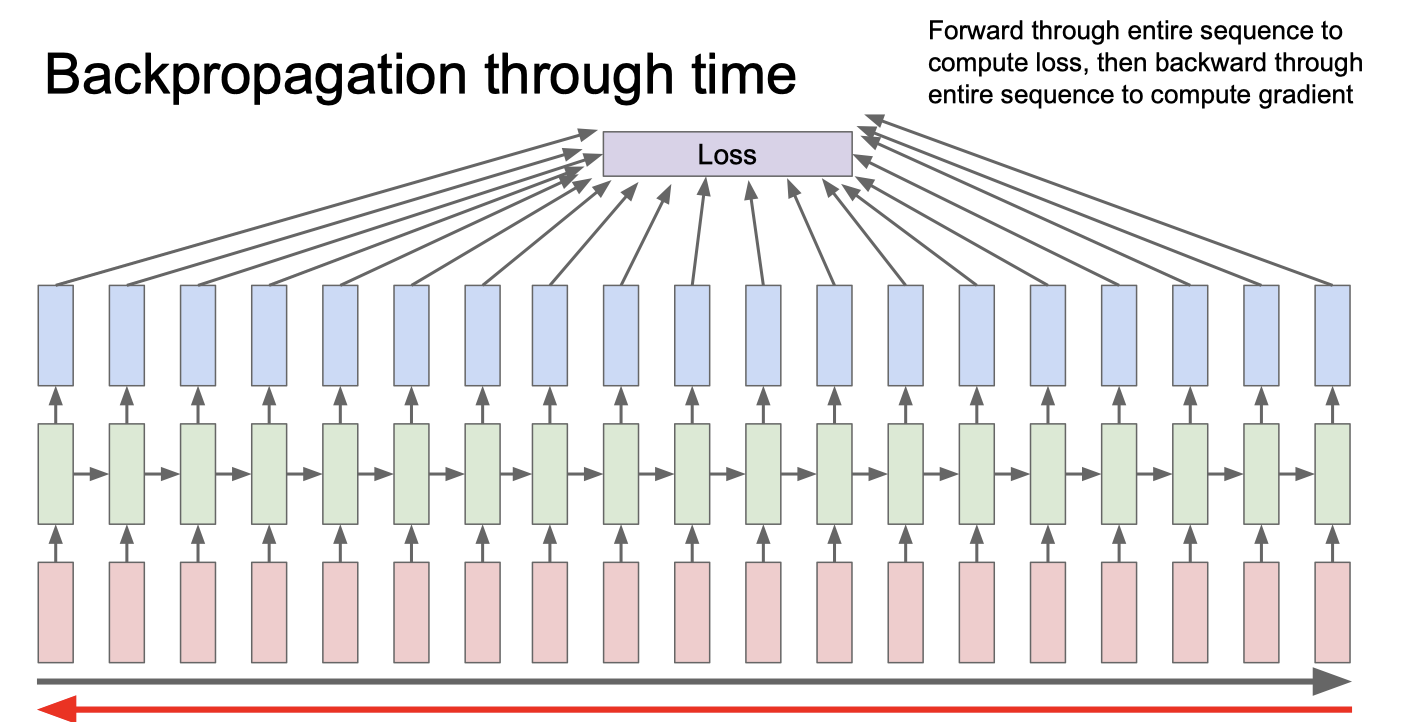 Backpropagation through time
Forward through entire sequence to
compute loss, then backward through
entire sequence to compute gradient
Loss